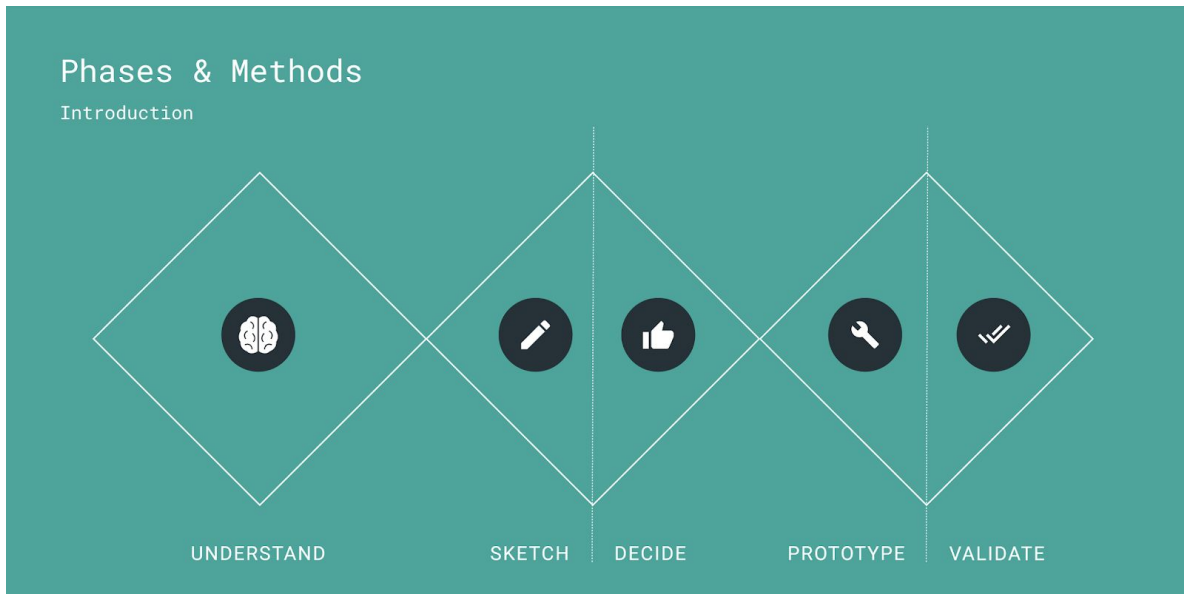 Phases & Methods
Introduction
UNDERSTAND
SKETCH
DECIDE
PROTOTYPE
VALIDATE